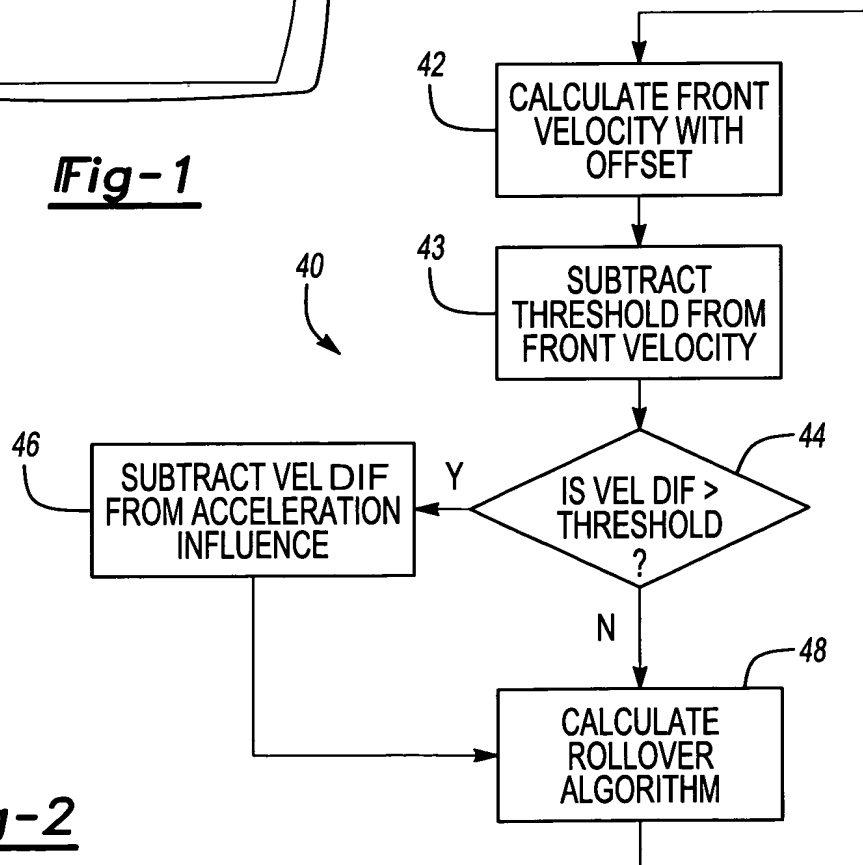 42
CALCULATE FRONT
VELOCITY WITH
OFFSET
Fig-1
43
SUBTRACT
THRESHOLD FROM
FRONT VELOCITY
40
44
IS VEL DIF >
THRESHOLD
?
Y
N
46
SUBTRACT VEL DIF
FROM ACCELERATION
INFLUENCE
48
CALCULATE
ROLLOVER
ALGORITHM
g-2